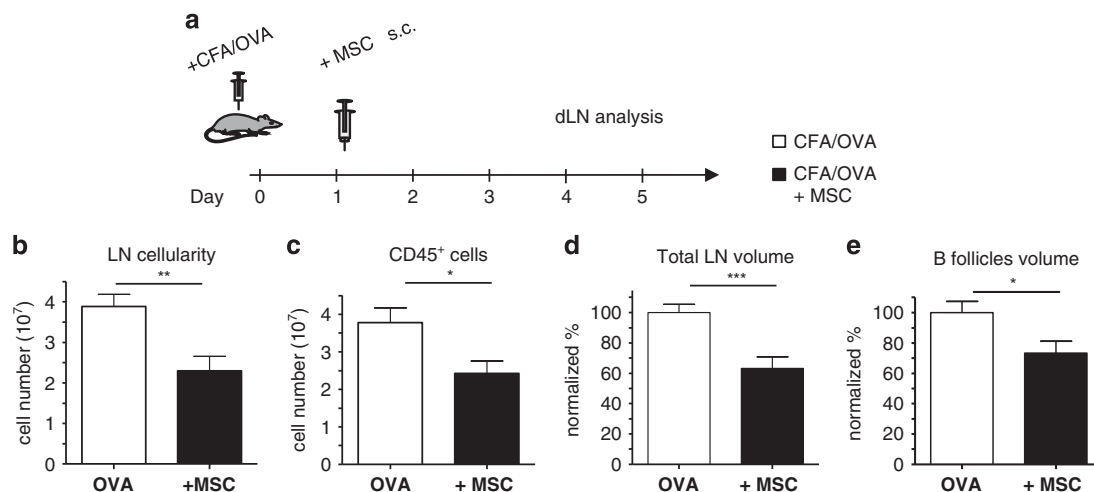 a
+CFA/OVA
+ MSC s.c.
dLN analysis
CFA/OVA
CFA/OVA
+ MSC
Day 0 1 2 3 4 5
b
LN cellularity
**
cell number (10⁷)
4
3
2
1
0
OVA +MSC
c
CD45⁺ cells
*
cell number (10⁷)
4
3
2
1
0
OVA + MSC
d
Total LN volume
***
normalized %
100
80
60
40
20
0
OVA + MSC
e
B follicles volume
*
normalized %
100
80
60
40
20
0
OVA + MSC